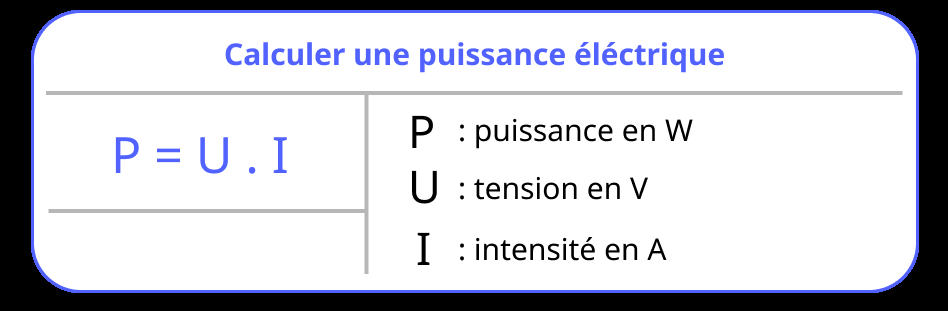 Calculer une puissance éléctrique
P = U . I
P : puissance en W
U : tension en V
I : intensité en A